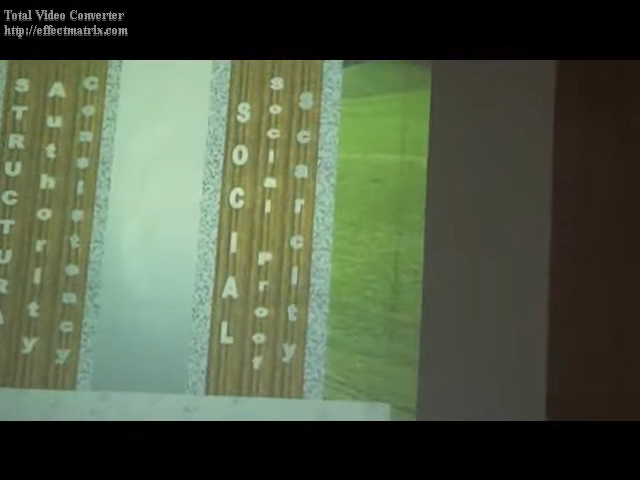 Total Video Converter
http://effectmatrix.com
STRUCTURA
Authority
Consistency
SOCIAL
Social Proof
Scarcity